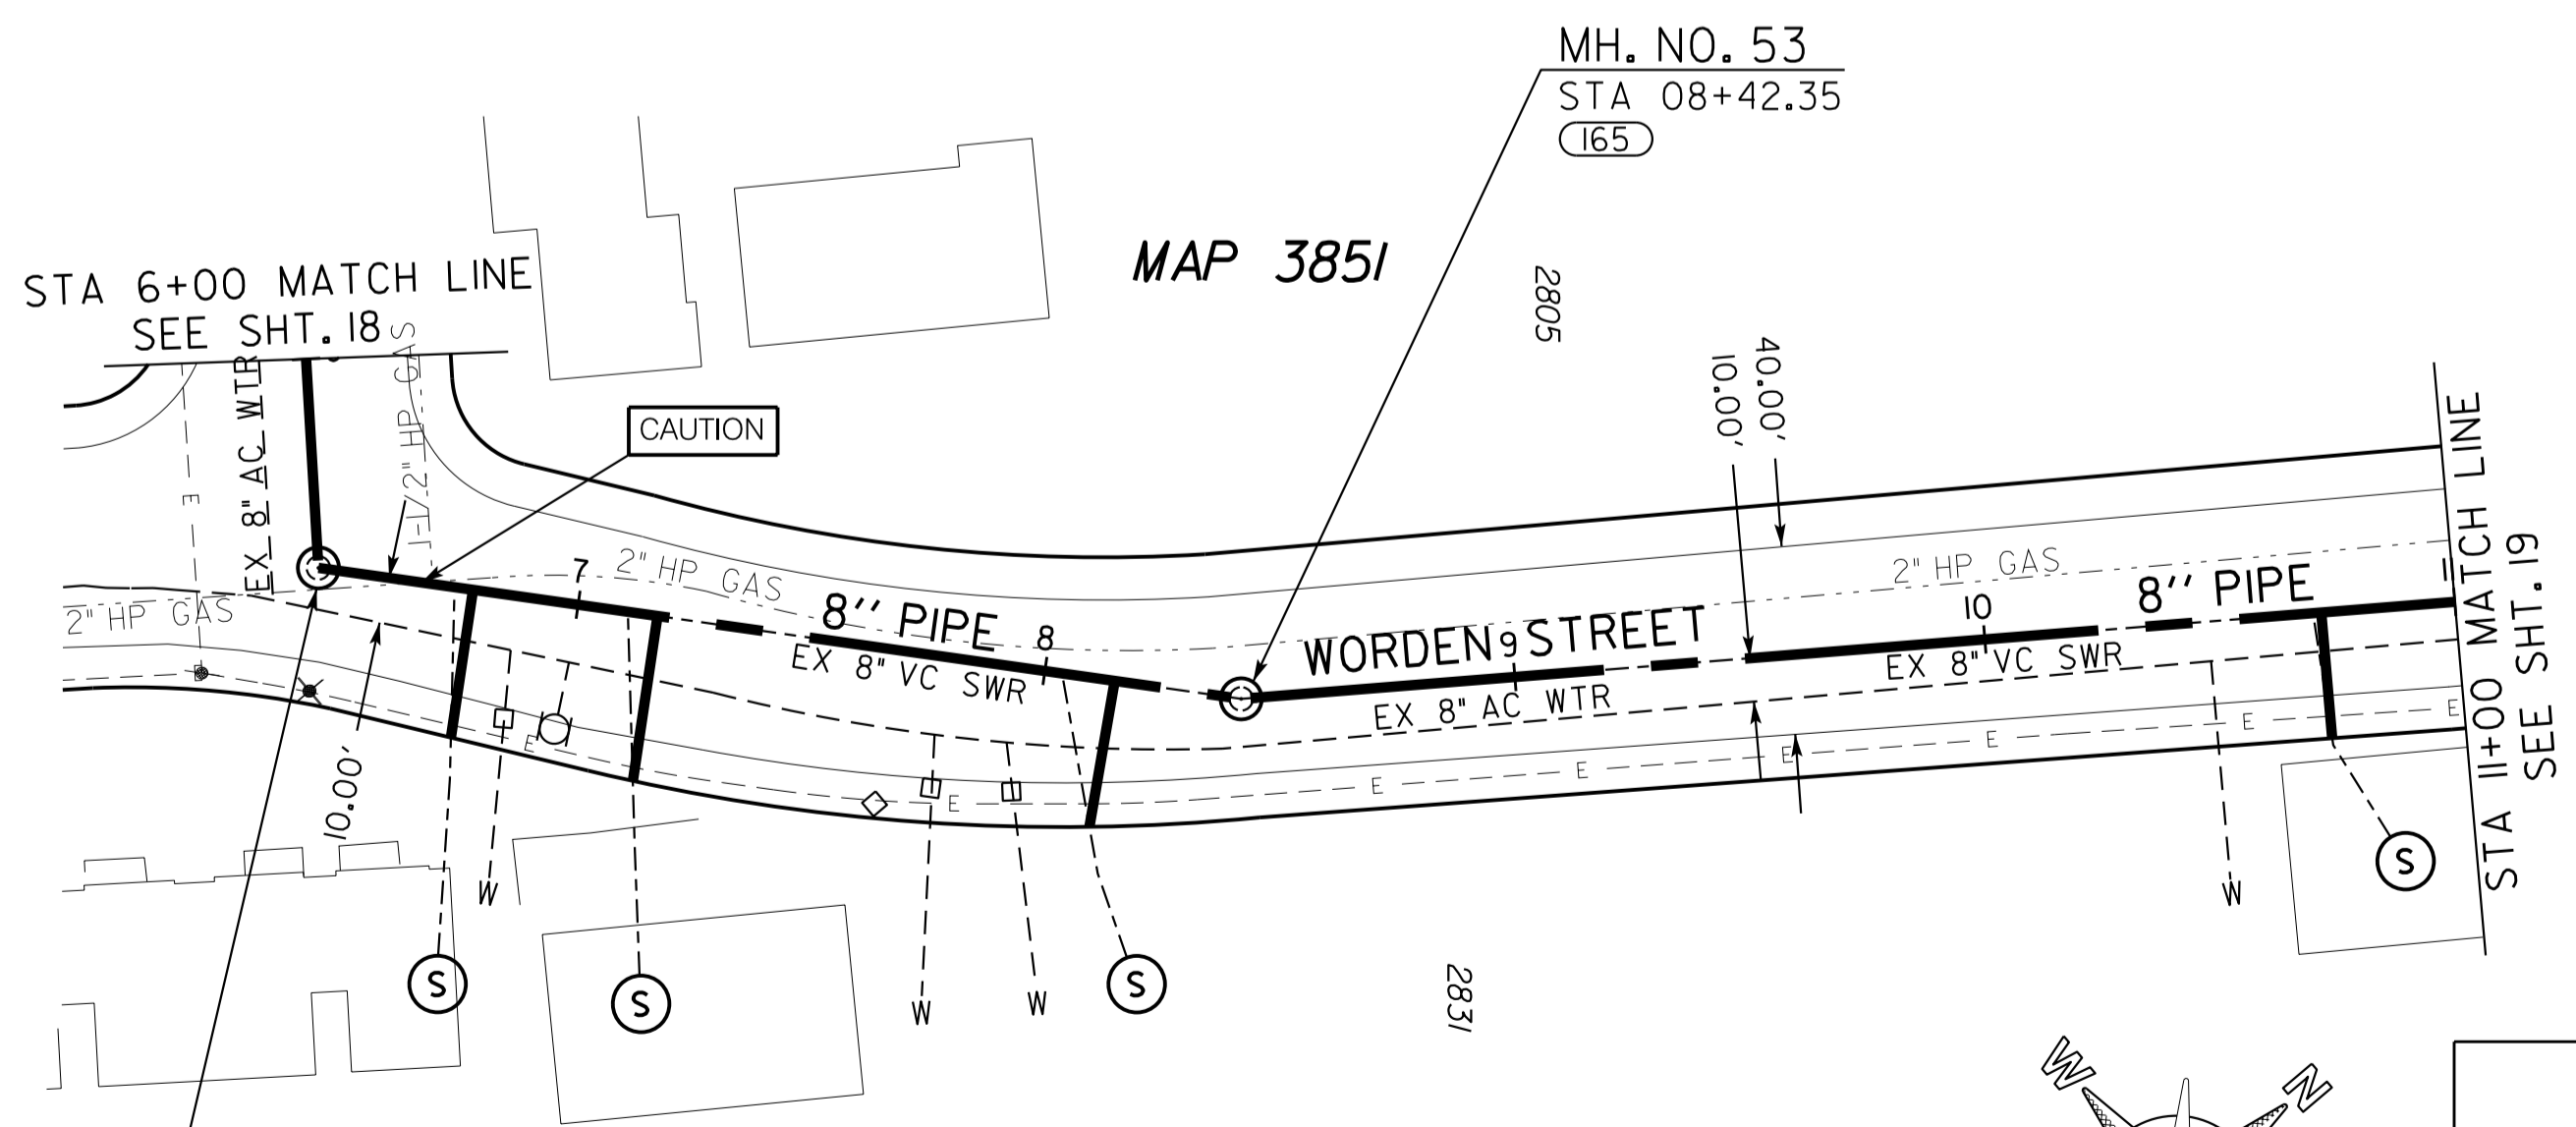 MH. NO. 53
STA 08+42.35
165
MAP 3851
2805
STA 6+00 MATCH LINE
SEE SHT. 18
EX 8" AC WTR
1-1/2" HP GAS
CAUTION
10.00'
40.00'
E
7
2" HP GAS
8'' PIPE
8
EX 8" VC SWR
WORDEN STREET
9
EX 8" AC WTR
2" HP GAS
10
8'' PIPE
EX 8" VC SWR
11
STA 11+00 MATCH LINE
SEE SHT. 19
2" HP GAS
10.00'
E
E
E
E
E
E
E
E
W
W
W
W
S
S
S
S
2831
W
N